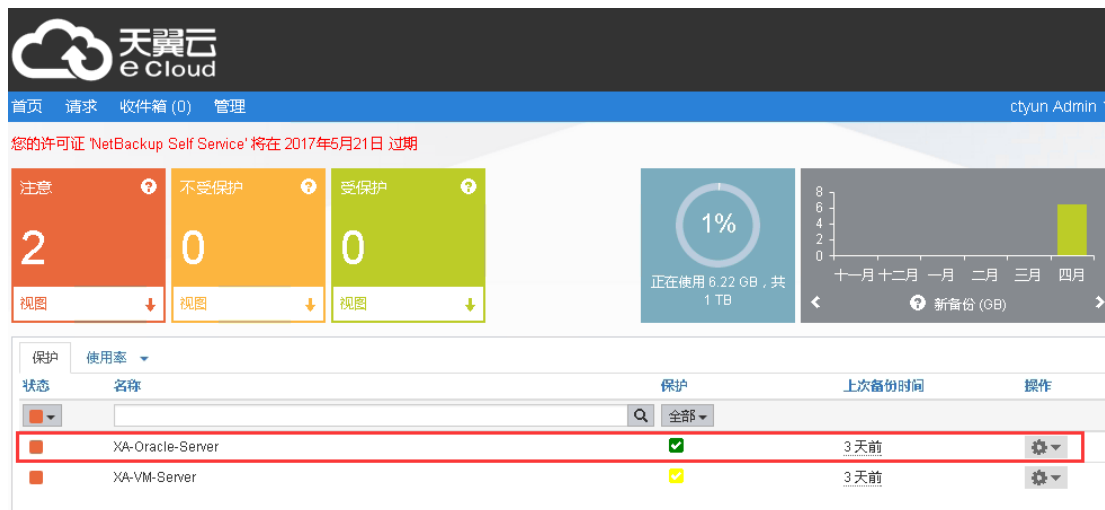 天翼云
e Cloud
首页 请求 收件箱 (0) 管理 ctyun Admin
您的许可证 'NetBackup Self Service' 将在 2017年5月21日 过期
注意 ?
2
视图
不受保护 ?
0
视图
受保护 ?
0
视图
1%
正在使用 6.22 GB，共
1 TB
8
6
4
2
0
十一月 十二月 一月 二月 三月 四月
? 新备份 (GB)
保护 使用率
状态 名称 保护 上次备份时间 操作
全部
XA-Oracle-Server 3 天前
XA-VM-Server 3 天前